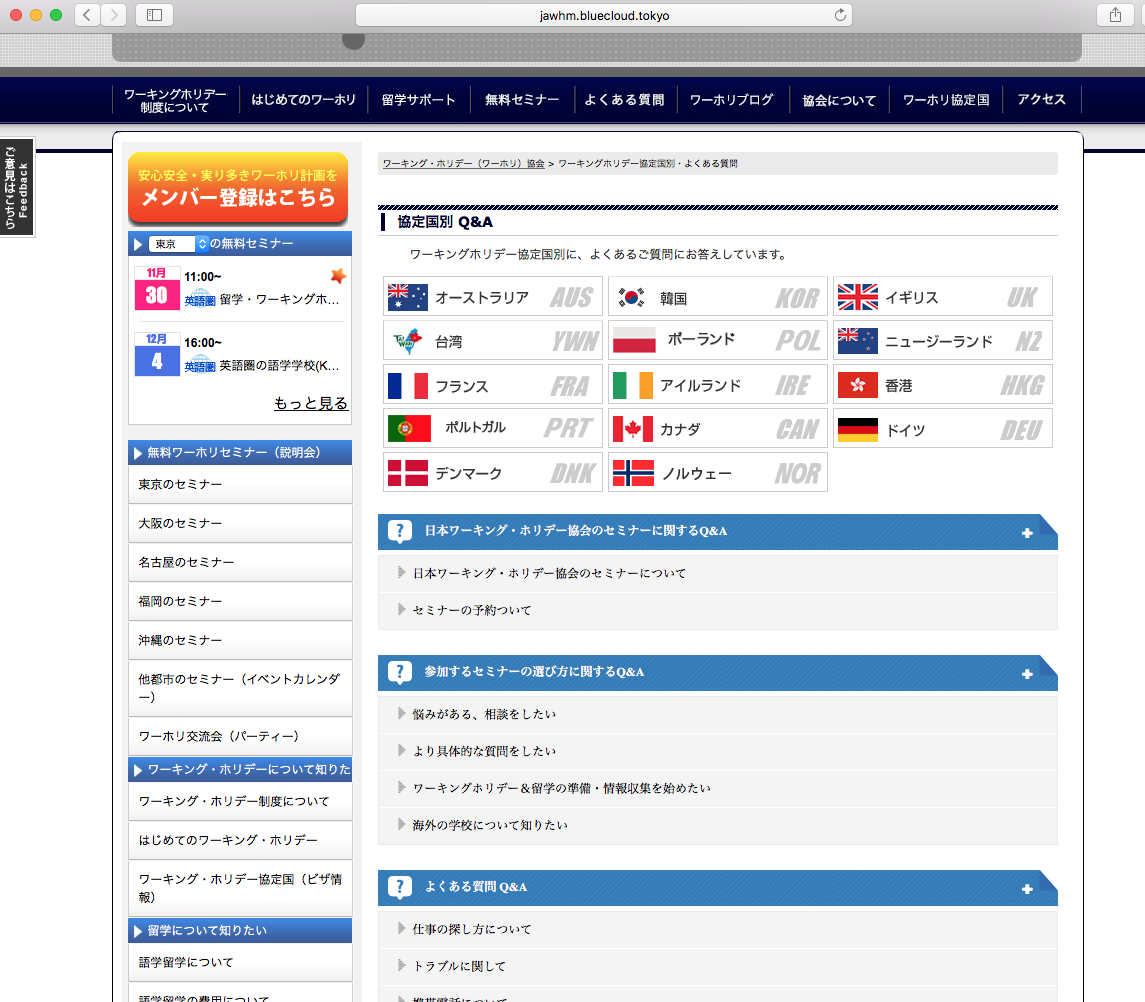 jawhm.bluecloud.tokyo
ワーキングホリデー
制度について
はじめてのワーホリ
留学サポート
無料セミナー
よくある質問
ワーホリブログ
協会について
ワーホリ協定国
アクセス
ご意見はこちら
Feedback
安心安全・実り多きワーホリ計画を
メンバー登録はこちら
東京 の無料セミナー
11月
30
11:00~
英語圏 留学・ワーキングホ…
12月
4
16:00~
英語圏 英語圏の語学学校(K…
もっと見る
無料ワーホリセミナー（説明会）
東京のセミナー
大阪のセミナー
名古屋のセミナー
福岡のセミナー
沖縄のセミナー
他都市のセミナー（イベントカレンダ
ー）
ワーホリ交流会（パーティー）
ワーキング・ホリデーについて知りた
ワーキング・ホリデー制度について
はじめてのワーキング・ホリデー
ワーキング・ホリデー協定国（ビザ情
報）
留学について知りたい
語学留学について
語学留学の費用について
ワーキング・ホリデー（ワーホリ）協会 > ワーキングホリデー協定国別・よくある質問
協定国別 Q&A
ワーキングホリデー協定国別に、よくあるご質問にお答えしています。
オーストラリア AUS
韓国 KOR
イギリス UK
台湾 YWN
ポーランド POL
ニュージーランド NZ
フランス FRA
アイルランド IRE
香港 HKG
ポルトガル PRT
カナダ CAN
ドイツ DEU
デンマーク DNK
ノルウェー NOR
? 日本ワーキング・ホリデー協会のセミナーに関するQ&A +
日本ワーキング・ホリデー協会のセミナーについて
セミナーの予約ついて
? 参加するセミナーの選び方に関するQ&A +
悩みがある、相談をしたい
より具体的な質問をしたい
ワーキングホリデー＆留学の準備・情報収集を始めたい
海外の学校について知りたい
? よくある質問 Q&A +
仕事の探し方について
トラブルに関して
携帯電話について